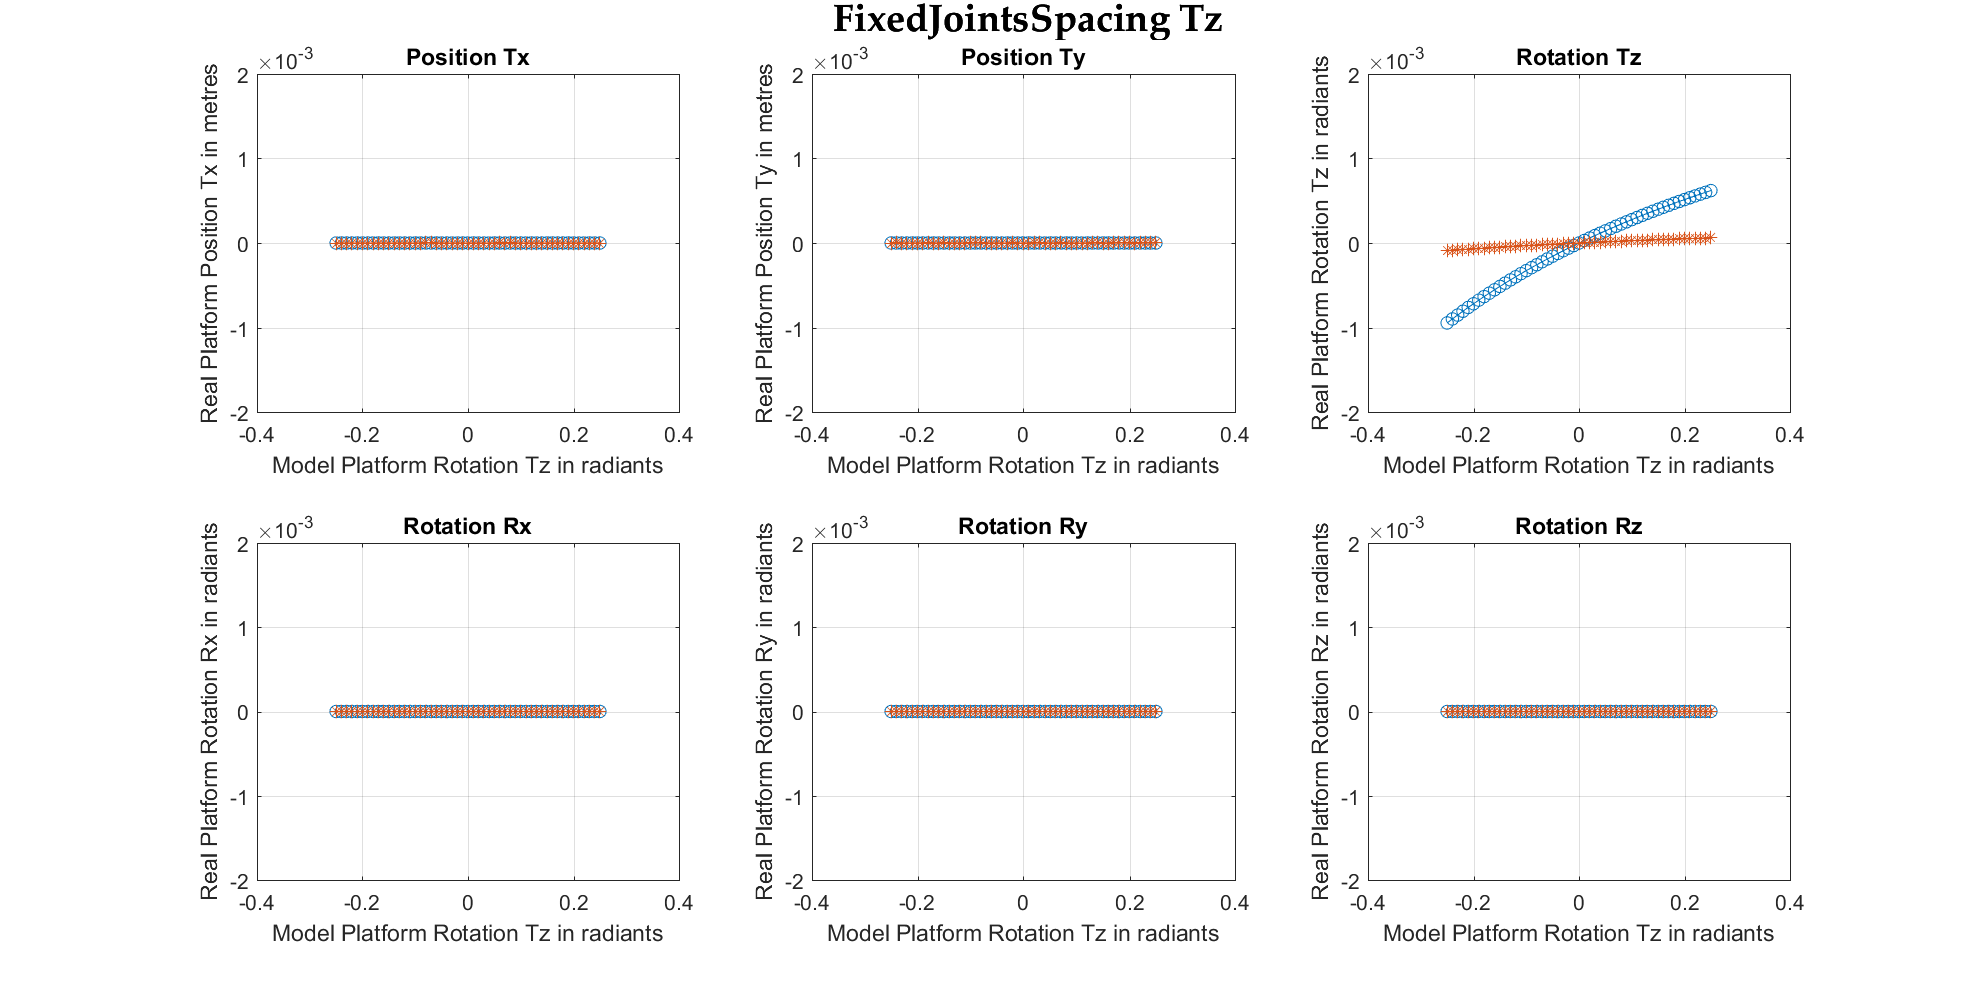 FixedJointsSpacing Tz
Position Tx
×10-3
2
1
0
-1
-2
-0.4 -0.2 0 0.2 0.4
Real Platform Position Tx in metres
Model Platform Rotation Tz in radiants
Position Ty
×10-3
2
1
0
-1
-2
-0.4 -0.2 0 0.2 0.4
Real Platform Position Ty in metres
Model Platform Rotation Tz in radiants
Rotation Tz
×10-3
2
1
0
-1
-2
-0.4 -0.2 0 0.2 0.4
Real Platform Rotation Tz in radiants
Model Platform Rotation Tz in radiants
Rotation Rx
×10-3
2
1
0
-1
-2
-0.4 -0.2 0 0.2 0.4
Real Platform Rotation Rx in radiants
Model Platform Rotation Tz in radiants
Rotation Ry
×10-3
2
1
0
-1
-2
-0.4 -0.2 0 0.2 0.4
Real Platform Rotation Ry in radiants
Model Platform Rotation Tz in radiants
Rotation Rz
×10-3
2
1
0
-1
-2
-0.4 -0.2 0 0.2 0.4
Real Platform Rotation Rz in radiants
Model Platform Rotation Tz in radiants